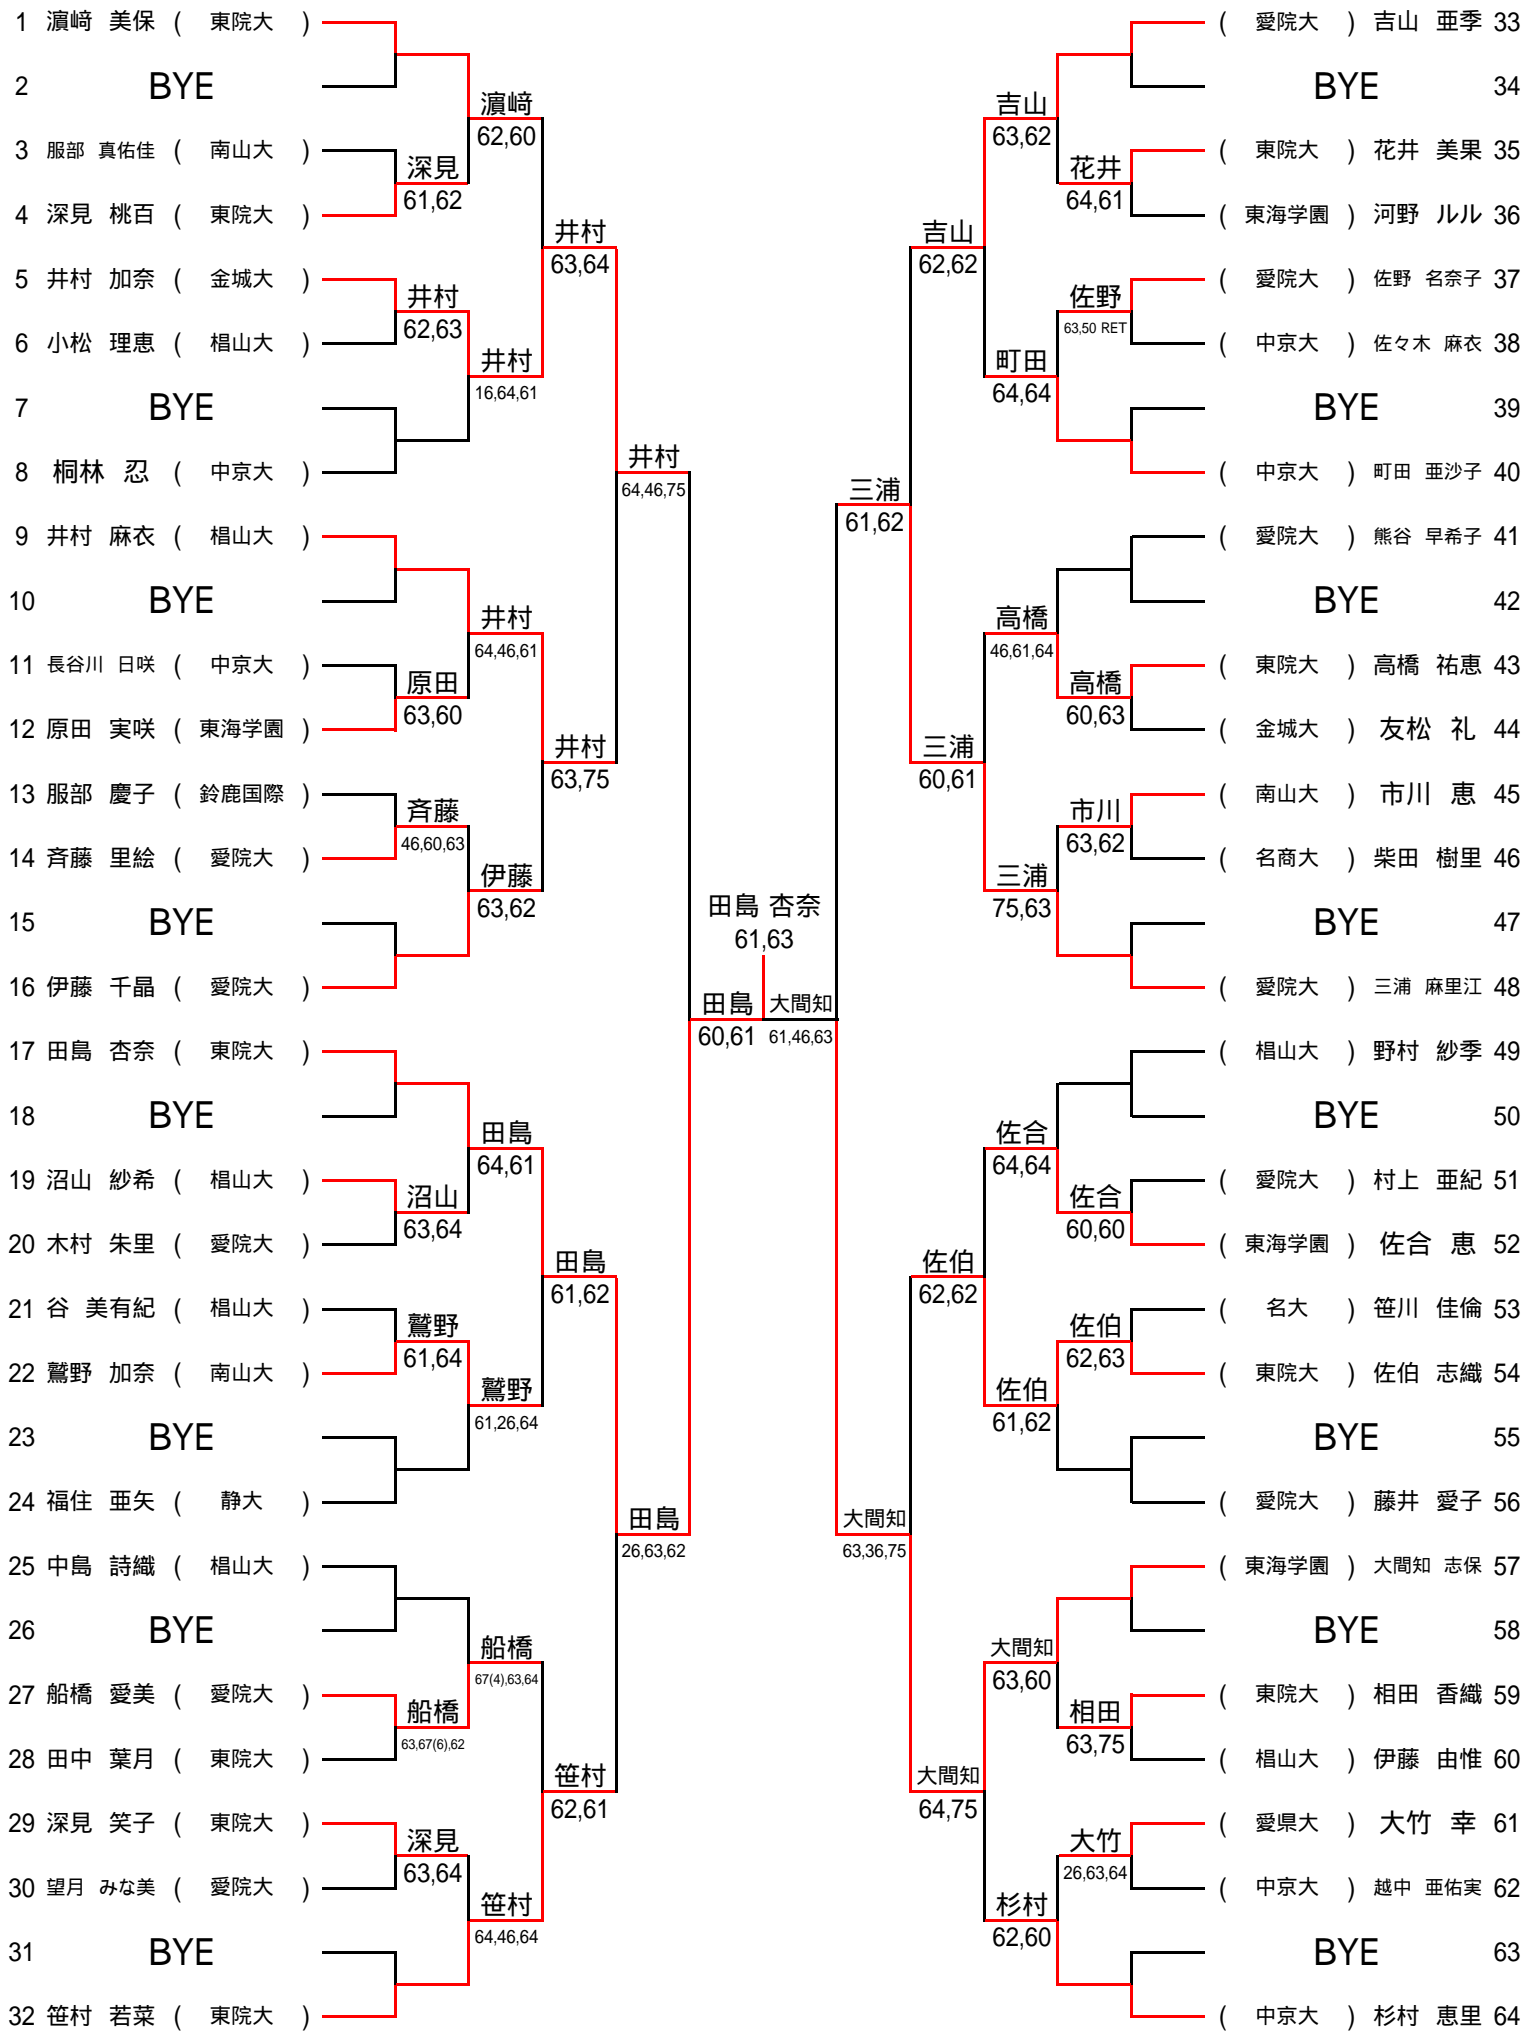 1 濵﨑 美保 ( 東院大 )
2 BYE
3 服部 真佑佳 ( 南山大 )
4 深見 桃百 ( 東院大 )
5 井村 加奈 ( 金城大 )
6 小松 理恵 ( 椙山大 )
7 BYE
8 桐林 忍 ( 中京大 )
9 井村 麻衣 ( 椙山大 )
10 BYE
11 長谷川 日咲 ( 中京大 )
12 原田 実咲 ( 東海学園 )
13 服部 慶子 ( 鈴鹿国際 )
14 斉藤 里絵 ( 愛院大 )
15 BYE
16 伊藤 千晶 ( 愛院大 )
17 田島 杏奈 ( 東院大 )
18 BYE
19 沼山 紗希 ( 椙山大 )
20 木村 朱里 ( 愛院大 )
21 谷 美有紀 ( 椙山大 )
22 鷲野 加奈 ( 南山大 )
23 BYE
24 福住 亜矢 ( 静大 )
25 中島 詩織 ( 椙山大 )
26 BYE
27 船橋 愛美 ( 愛院大 )
28 田中 葉月 ( 東院大 )
29 深見 笑子 ( 東院大 )
30 望月 みな美 ( 愛院大 )
31 BYE
32 笹村 若菜 ( 東院大 )
深見
61,62
井村
62,63
原田
63,60
斉藤
46,60,63
沼山
63,64
鷲野
61,64
船橋
63,67(6),62
深見
63,64
濵﨑
62,60
井村
16,64,61
井村
64,46,61
伊藤
63,62
田島
64,61
鷲野
61,26,64
船橋
67(4),63,64
笹村
64,46,64
井村
63,64
井村
63,75
田島
61,62
笹村
62,61
井村
64,46,75
田島
26,63,62
田島 杏奈
61,63
田島
60,61
大間知
61,46,63
三浦
61,62
大間知
63,36,75
吉山
62,62
三浦
60,61
佐伯
62,62
大間知
64,75
吉山
63,62
町田
64,64
高橋
46,61,64
三浦
75,63
佐合
64,64
佐伯
61,62
大間知
63,60
杉村
62,60
花井
64,61
佐野
63,50 RET
高橋
60,63
市川
63,62
佐合
60,60
佐伯
62,63
相田
63,75
大竹
26,63,64
( 愛院大 ) 吉山 亜季 33
BYE 34
( 東院大 ) 花井 美果 35
( 東海学園 ) 河野 ルル 36
( 愛院大 ) 佐野 名奈子 37
( 中京大 ) 佐々木 麻衣 38
BYE 39
( 中京大 ) 町田 亜沙子 40
( 愛院大 ) 熊谷 早希子 41
BYE 42
( 東院大 ) 高橋 祐恵 43
( 金城大 ) 友松 礼 44
( 南山大 ) 市川 恵 45
( 名商大 ) 柴田 樹里 46
BYE 47
( 愛院大 ) 三浦 麻里江 48
( 椙山大 ) 野村 紗季 49
BYE 50
( 愛院大 ) 村上 亜紀 51
( 東海学園 ) 佐合 恵 52
( 名大 ) 笹川 佳倫 53
( 東院大 ) 佐伯 志織 54
BYE 55
( 愛院大 ) 藤井 愛子 56
( 東海学園 ) 大間知 志保 57
BYE 58
( 東院大 ) 相田 香織 59
( 椙山大 ) 伊藤 由惟 60
( 愛県大 ) 大竹 幸 61
( 中京大 ) 越中 亜佑実 62
BYE 63
( 中京大 ) 杉村 恵里 64